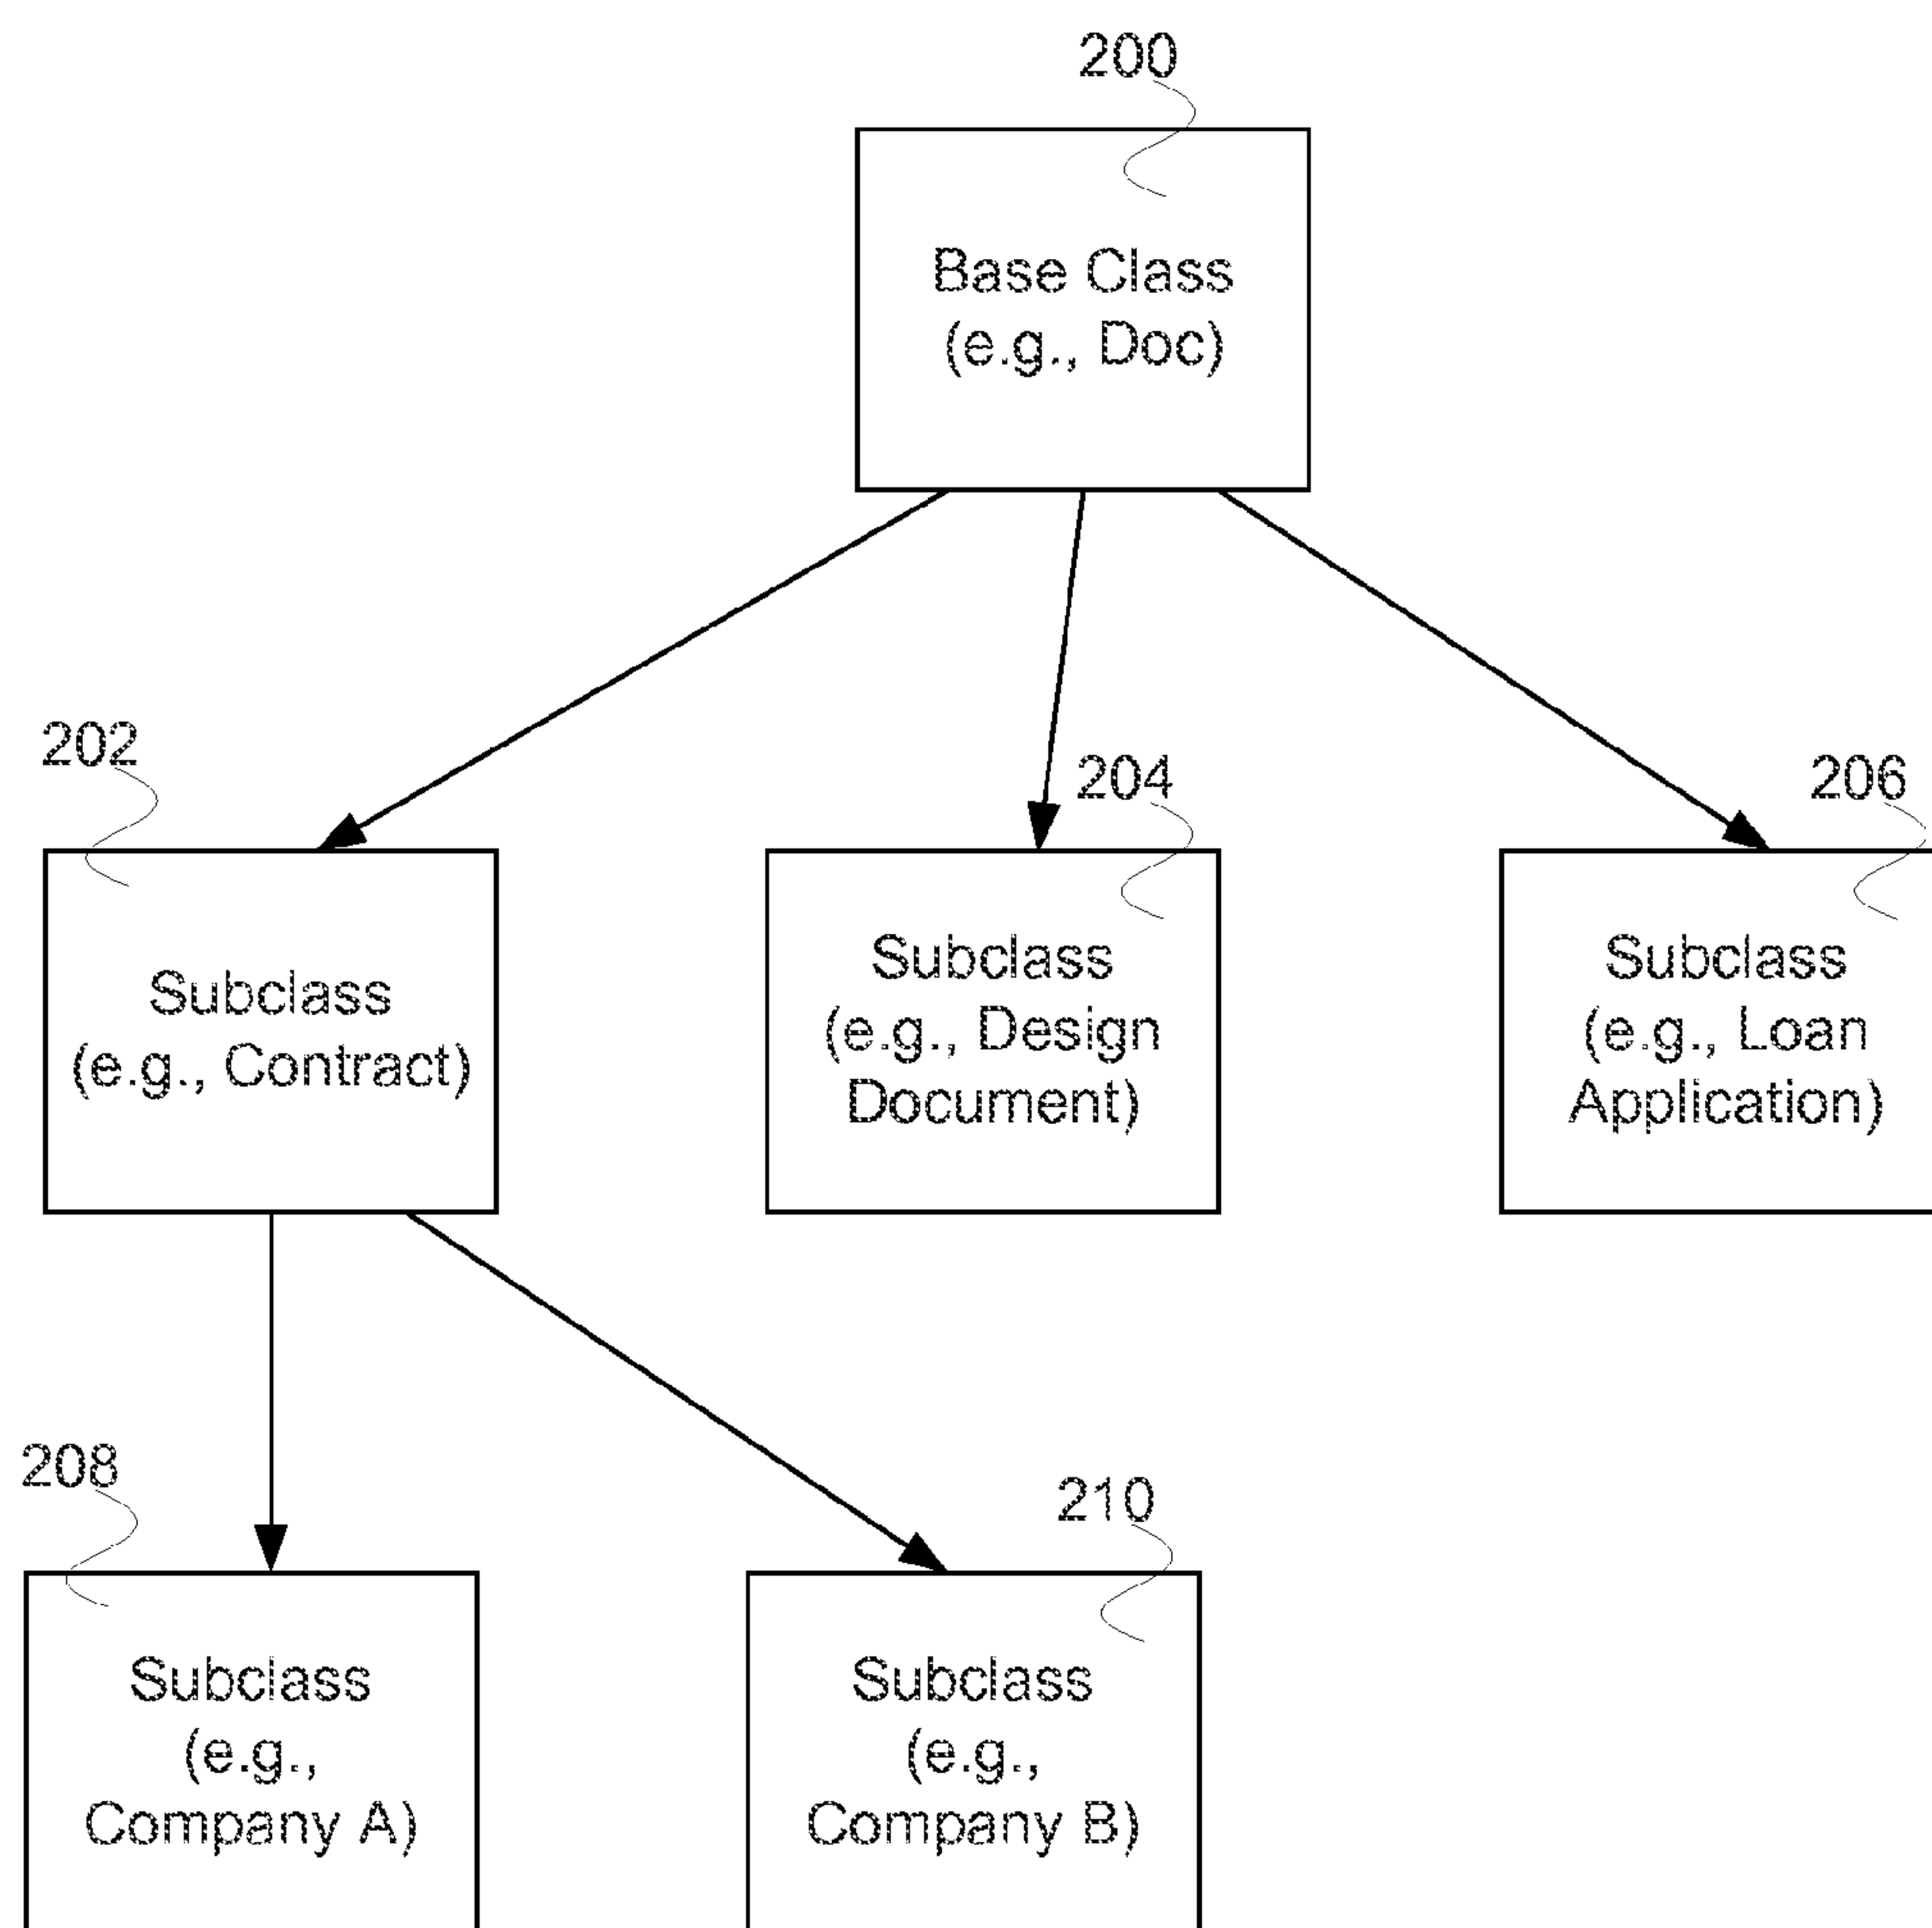 200
Base Class
(e.g., Doc)
202
204
206
Subclass
(e.g., Contract)
Subclass
(e.g., Design
Document)
Subclass
(e.g., Loan
Application)
208
210
Subclass
(e.g.,
Company A)
Subclass
(e.g.,
Company B)